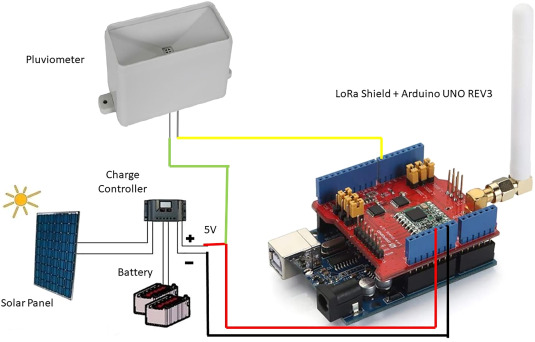 Pluviometer
LoRa Shield + Arduino UNO REV3
Charge
Controller
5V
+
−
Battery
Solar Panel